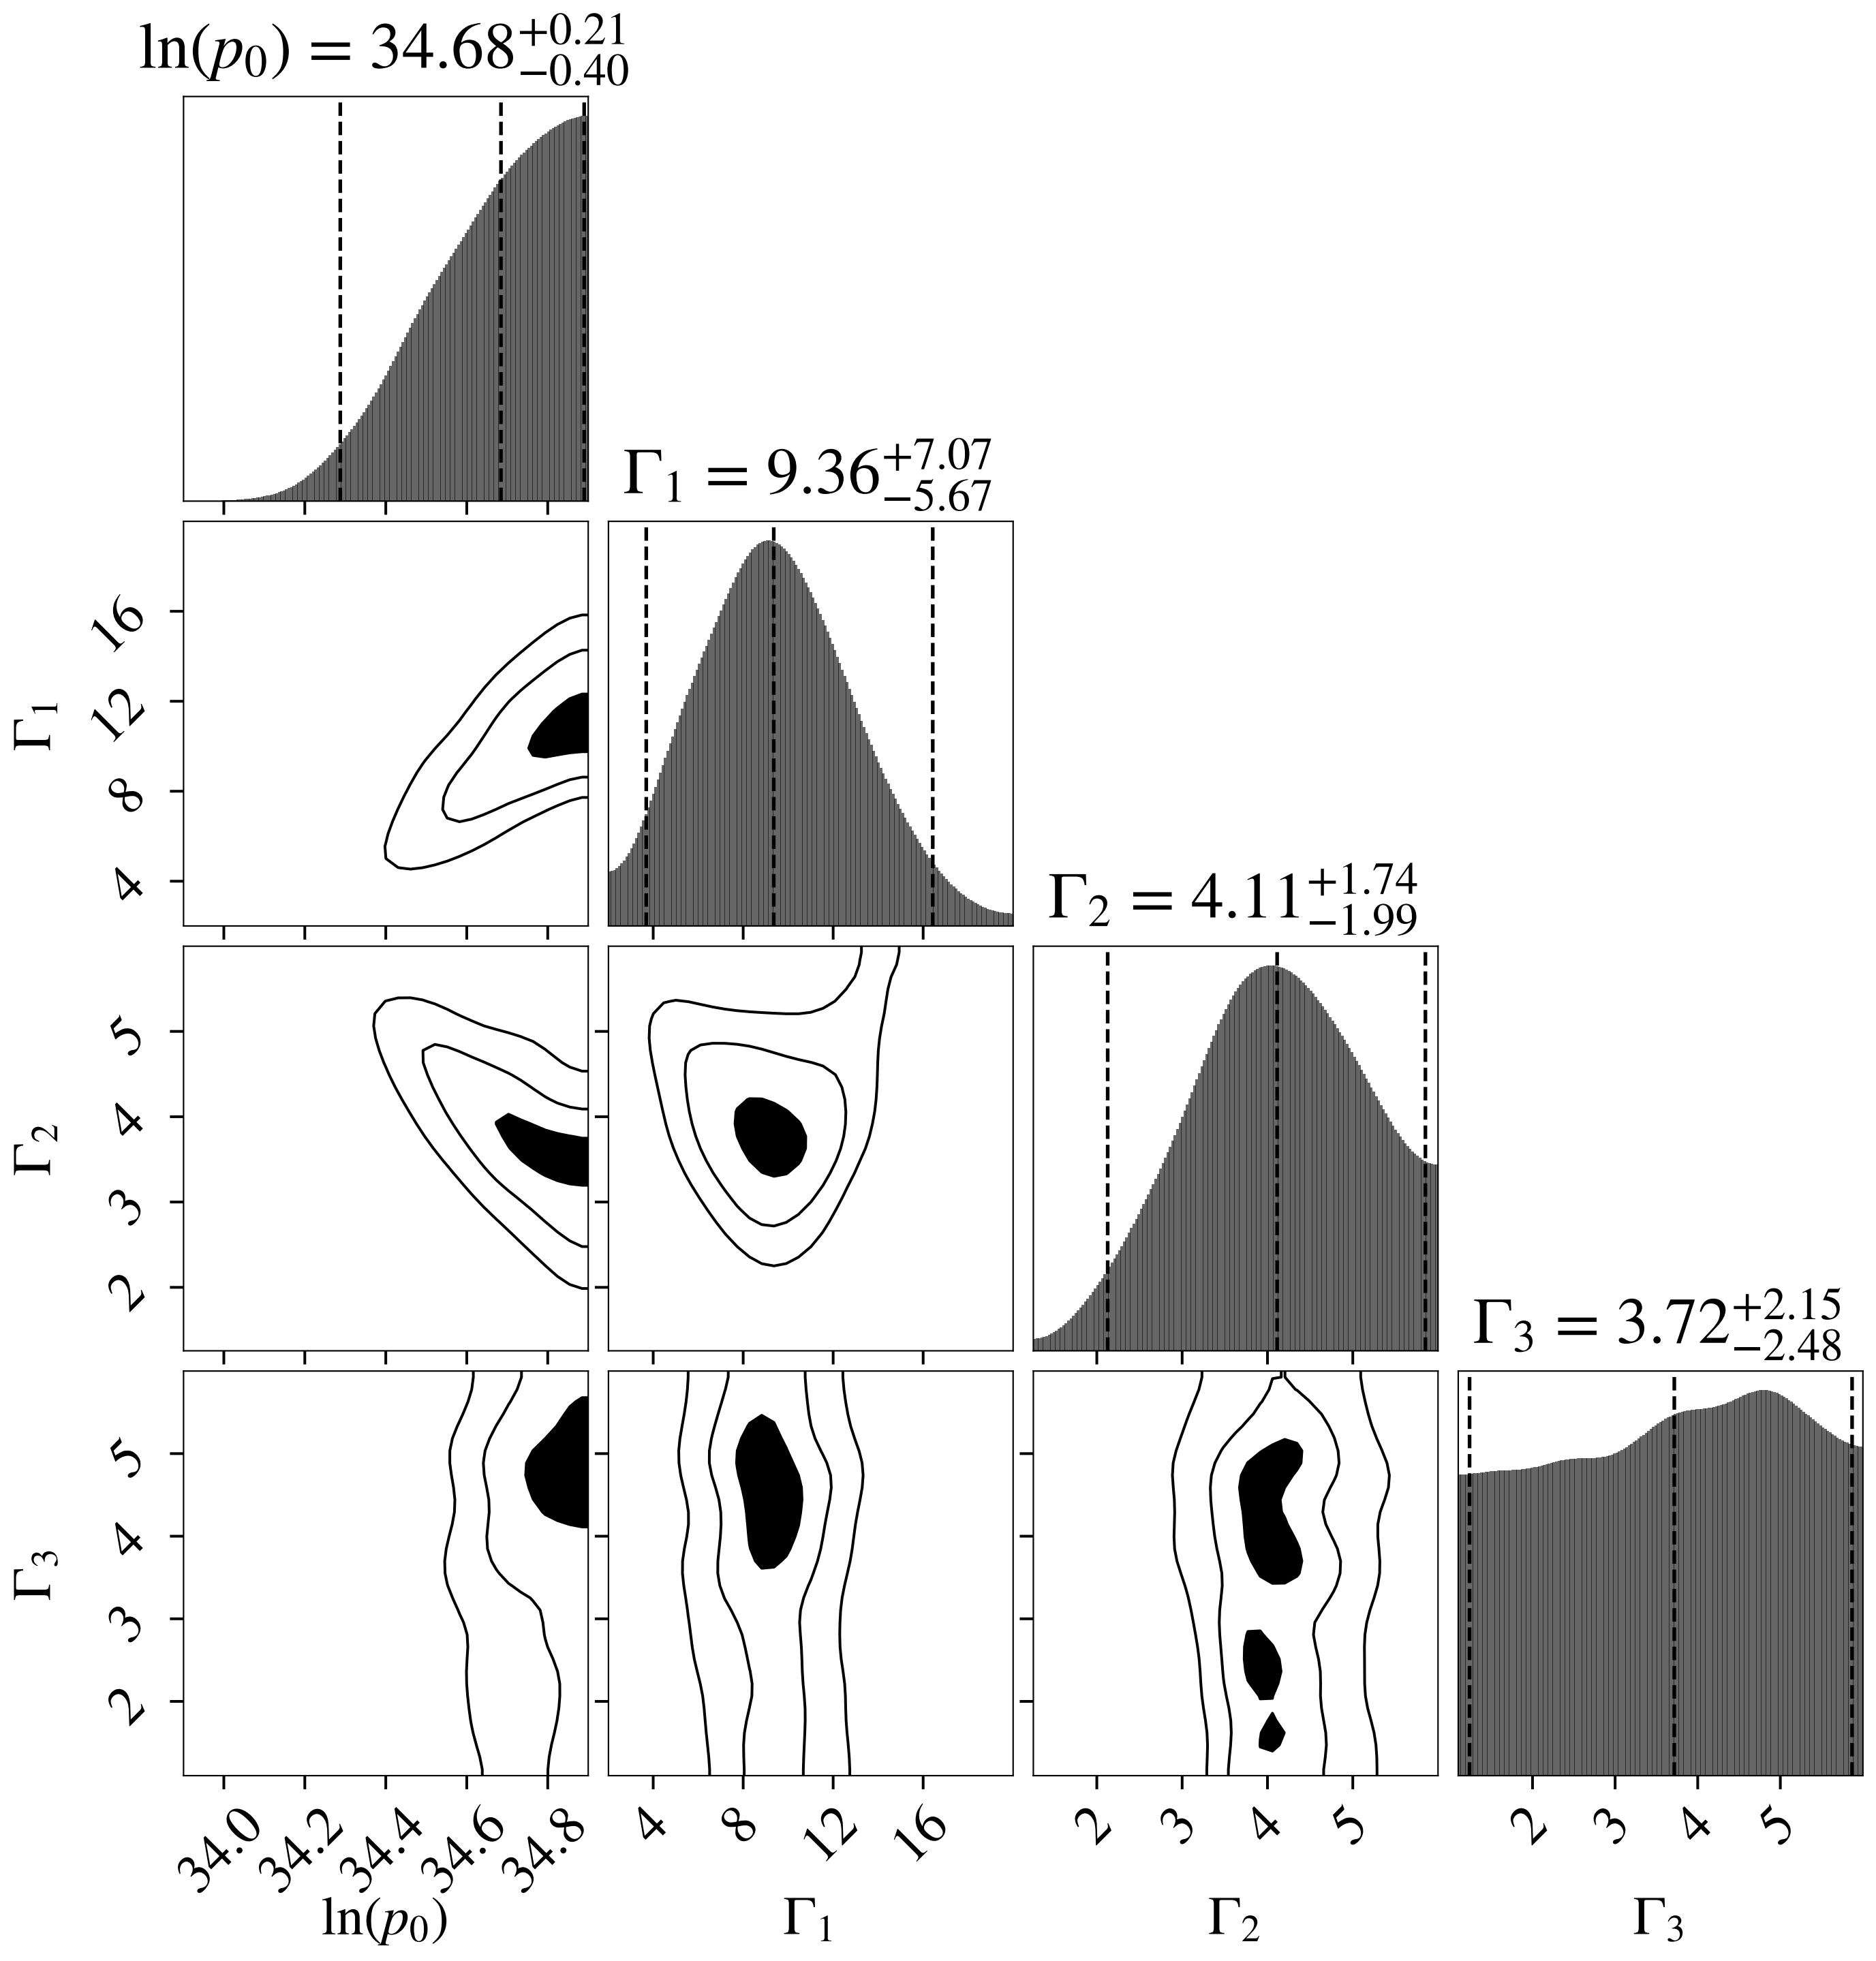 ln(p₀) = 34.68 +0.21 −0.40
Γ₁ = 9.36 +7.07 −5.67
16
12
8
4
Γ₁
Γ₂ = 4.11 +1.74 −1.99
5
4
3
2
Γ₂
Γ₃ = 3.72 +2.15 −2.48
5
4
3
2
Γ₃
34.0 34.2 34.4 34.6 34.8 4 8 12 16 2 3 4 5 2 3 4 5
ln(p₀) Γ₁ Γ₂ Γ₃